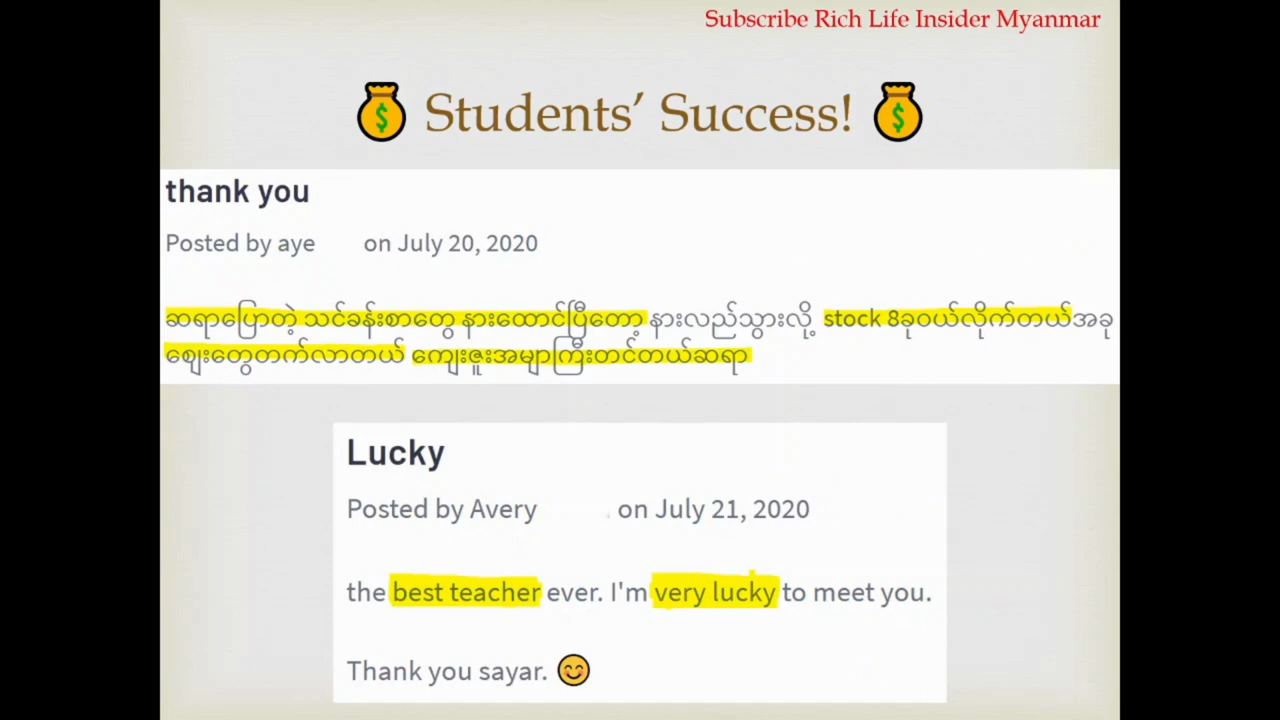 Subscribe Rich Life Insider Myanmar
Students’ Success!
thank you
Posted by aye on July 20, 2020
ဆရာပြောတဲ့ သင်ခန်းစာတွေ နားထောင်ပြီတော့ နားလည်သွားလို့ stock 8ခုဝယ်လိုက်တယ်အခု
ဈေးတွေတက်လာတယ် ကျေးဇူးအများကြီးတင်တယ်ဆရာ
Lucky
Posted by Avery on July 21, 2020
the best teacher ever. I'm very lucky to meet you.
Thank you sayar. 😊